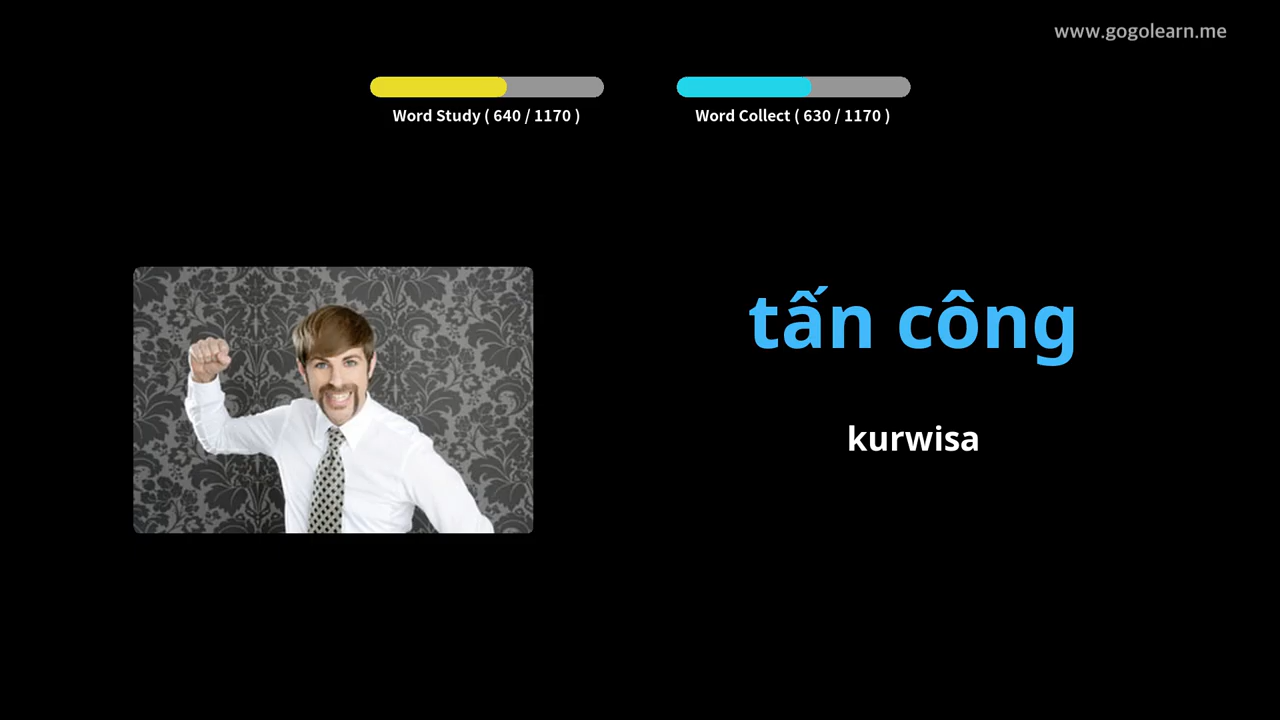 www.gogolearn.me
Word Study ( 640 / 1170 )
Word Collect ( 630 / 1170 )
tấn công
kurwisa